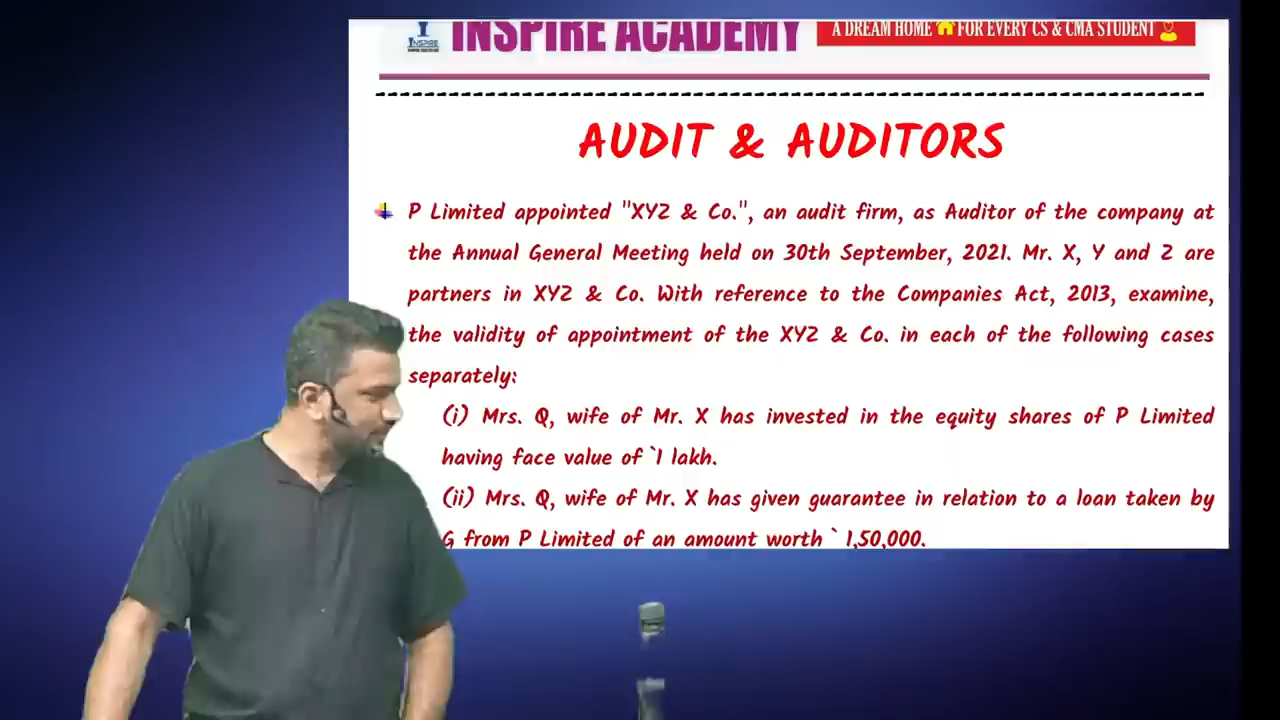 INSPIRE
INSPIRE ACADEMY
A DREAM HOME FOR EVERY CS & CMA STUDENT
AUDIT & AUDITORS
P Limited appointed "XYZ & Co.", an audit firm, as Auditor of the company at
the Annual General Meeting held on 30th September, 2021. Mr. X, Y and Z are
partners in XYZ & Co. With reference to the Companies Act, 2013, examine,
the validity of appointment of the XYZ & Co. in each of the following cases
separately:
(i) Mrs. Q, wife of Mr. X has invested in the equity shares of P Limited
having face value of `1 lakh.
(ii) Mrs. Q, wife of Mr. X has given guarantee in relation to a loan taken by
G from P Limited of an amount worth ` 1,50,000.